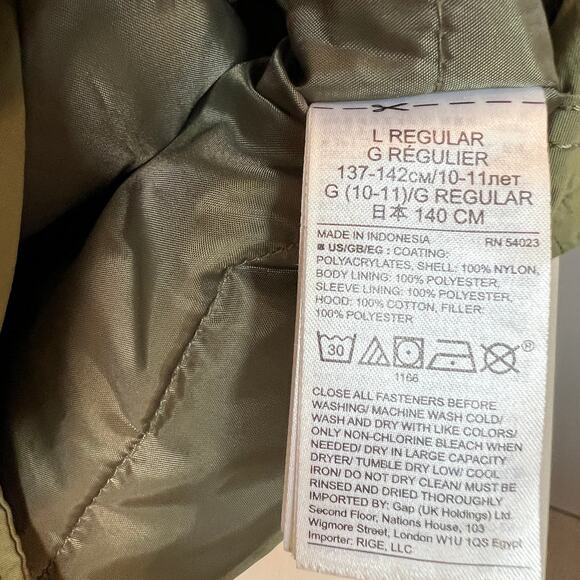 L REGULAR
G RÉGULIER
137-142см/10-11лет
G (10-11)/G REGULAR
日本 140 CM
MADE IN INDONESIA RN 54023
US/GB/EG : COATING:
POLYACRYLATES, SHELL: 100% NYLON,
BODY LINING: 100% POLYESTER,
SLEEVE LINING: 100% POLYESTER,
HOOD: 100% COTTON, FILLER:
100% POLYESTER
30
1166
CLOSE ALL FASTENERS BEFORE
WASHING/ MACHINE WASH COLD/
WASH AND DRY WITH LIKE COLORS/
ONLY NON-CHLORINE BLEACH WHEN
NEEDED/ DRY IN LARGE CAPACITY
DRYER/ TUMBLE DRY LOW/ COOL
IRON/ DO NOT DRY CLEAN/ MUST BE
RINSED AND DRIED THOROUGHLY
IMPORTED BY: Gap (UK Holdings) Ltd.
Second Floor, Nations House, 103
Wigmore Street, London W1U 1QS Egypt
Importer: RIGE, LLC